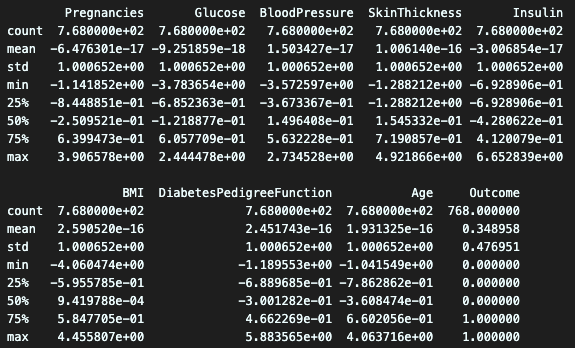 Pregnancies Glucose BloodPressure SkinThickness Insulin
count 7.680000e+02 7.680000e+02 7.680000e+02 7.680000e+02 7.680000e+02
mean -6.476301e-17 -9.251859e-18 1.503427e-17 1.006140e-16 -3.006854e-17
std 1.000652e+00 1.000652e+00 1.000652e+00 1.000652e+00 1.000652e+00
min -1.141852e+00 -3.783654e+00 -3.572597e+00 -1.288212e+00 -6.928906e-01
25% -8.448851e-01 -6.852363e-01 -3.673367e-01 -1.288212e+00 -6.928906e-01
50% -2.509521e-01 -1.218877e-01 1.496408e-01 1.545332e-01 -4.280622e-01
75% 6.399473e-01 6.057709e-01 5.632228e-01 7.190857e-01 4.120079e-01
max 3.906578e+00 2.444478e+00 2.734528e+00 4.921866e+00 6.652839e+00
BMI DiabetesPedigreeFunction Age Outcome
count 7.680000e+02 7.680000e+02 7.680000e+02 768.000000
mean 2.590520e-16 2.451743e-16 1.931325e-16 0.348958
std 1.000652e+00 1.000652e+00 1.000652e+00 0.476951
min -4.060474e+00 -1.189553e+00 -1.041549e+00 0.000000
25% -5.955785e-01 -6.889685e-01 -7.862862e-01 0.000000
50% 9.419788e-04 -3.001282e-01 -3.608474e-01 0.000000
75% 5.847705e-01 4.662269e-01 6.602056e-01 1.000000
max 4.455807e+00 5.883565e+00 4.063716e+00 1.000000